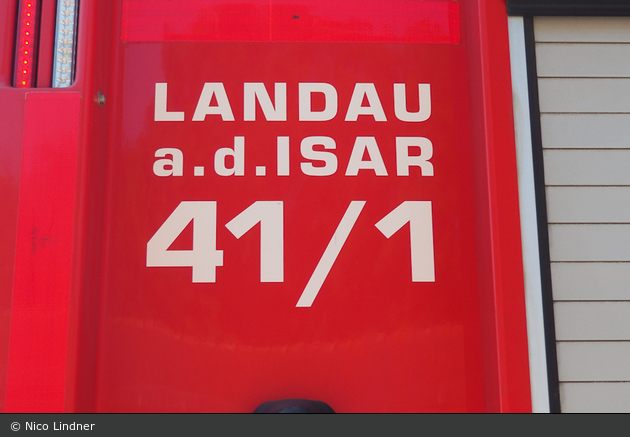 LANDAU
a.d.ISAR
41/1
© Nico Lindner